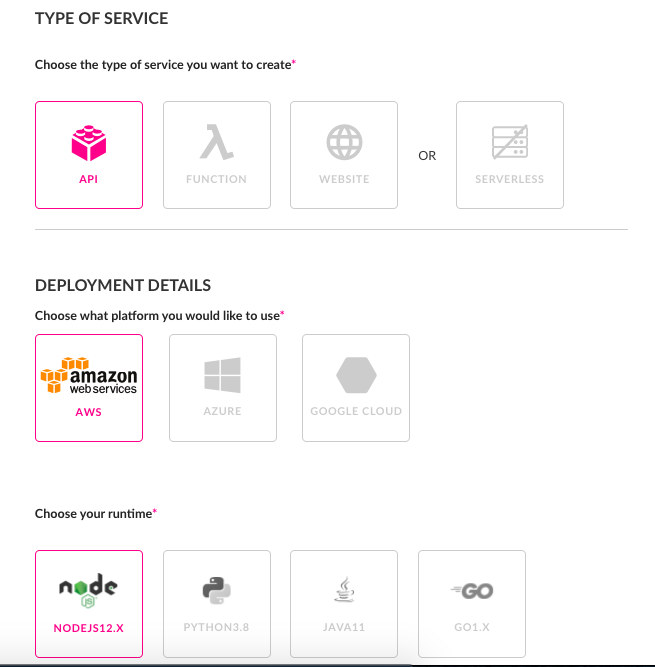 TYPE OF SERVICE
Choose the type of service you want to create*
API
FUNCTION
WEBSITE
OR
SERVERLESS
DEPLOYMENT DETAILS
Choose what platform you would like to use*
amazon
web services
AWS
AZURE
GOOGLE CLOUD
Choose your runtime*
node
JS
NODEJS12.X
PYTHON3.8
JAVA11
GO
GO1.X